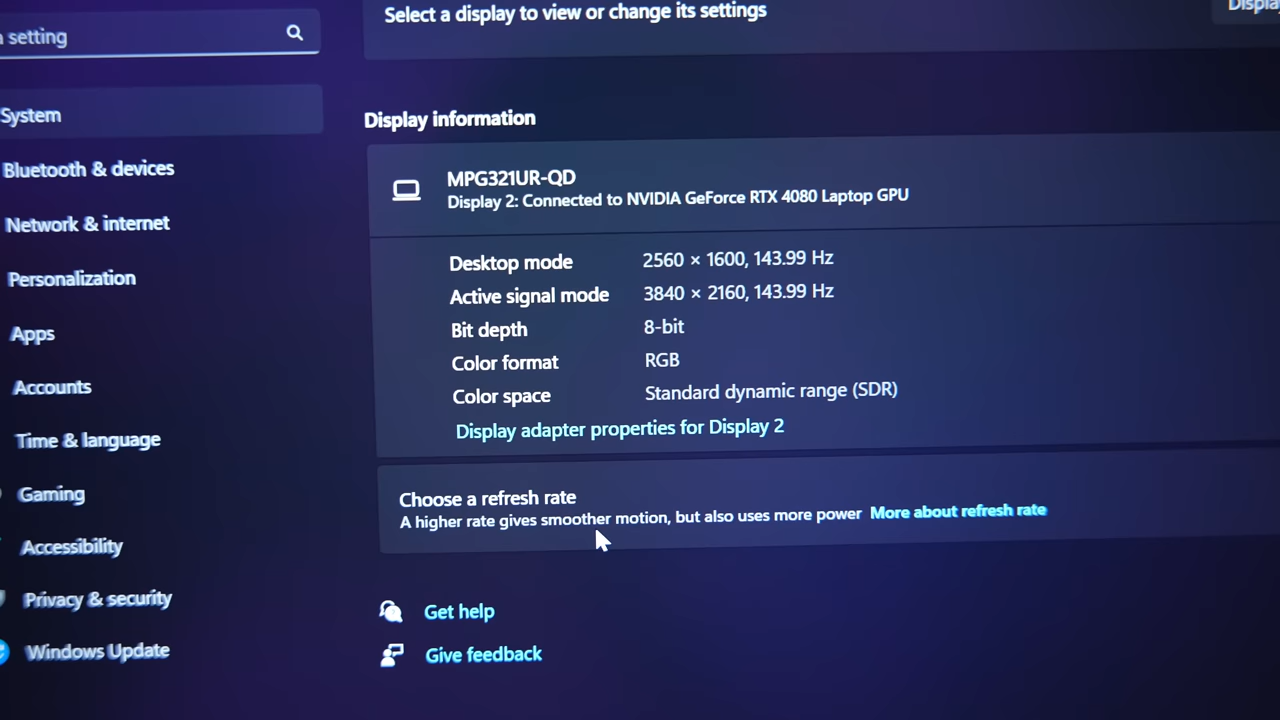 Select a display to view or change its settings
setting
System
Display information
Bluetooth & devices
MPG321UR-QD
Display 2: Connected to NVIDIA GeForce RTX 4080 Laptop GPU
Network & internet
Desktop mode 2560 × 1600, 143.99 Hz
Personalization
Active signal mode 3840 × 2160, 143.99 Hz
Apps
Bit depth 8-bit
Color format RGB
Accounts
Color space Standard dynamic range (SDR)
Time & language
Display adapter properties for Display 2
Gaming
Choose a refresh rate
A higher rate gives smoother motion, but also uses more power More about refresh rate
Accessibility
Privacy & security
Get help
Windows Update
Give feedback